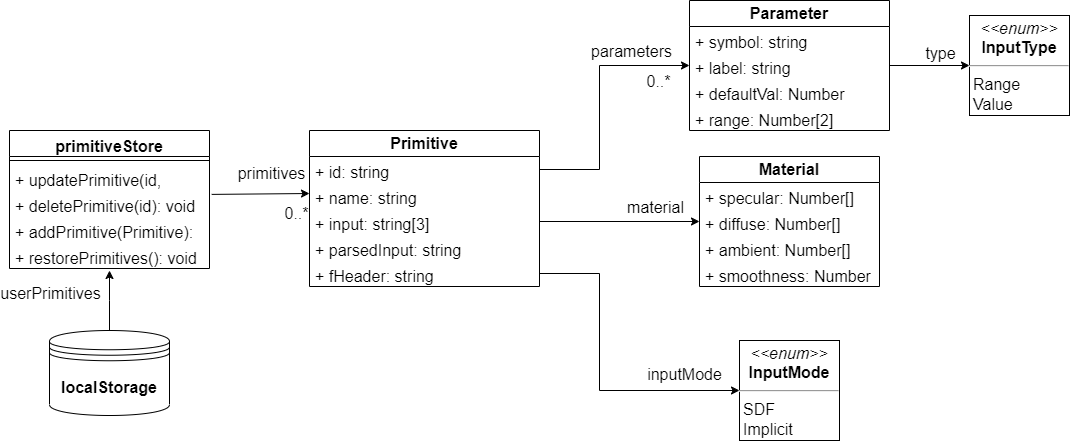 Parameter
+ symbol: string
+ label: string
+ defaultVal: Number
+ range: Number[2]
parameters
0..*
type
<<enum>>
InputType
Range
Value
primitiveStore
+ updatePrimitive(id,
+ deletePrimitive(id): void
+ addPrimitive(Primitive):
+ restorePrimitives(): void
primitives
0..*
Primitive
+ id: string
+ name: string
+ input: string[3]
+ parsedInput: string
+ fHeader: string
material
Material
+ specular: Number[]
+ diffuse: Number[]
+ ambient: Number[]
+ smoothness: Number
userPrimitives
localStorage
inputMode
<<enum>>
InputMode
SDF
Implicit